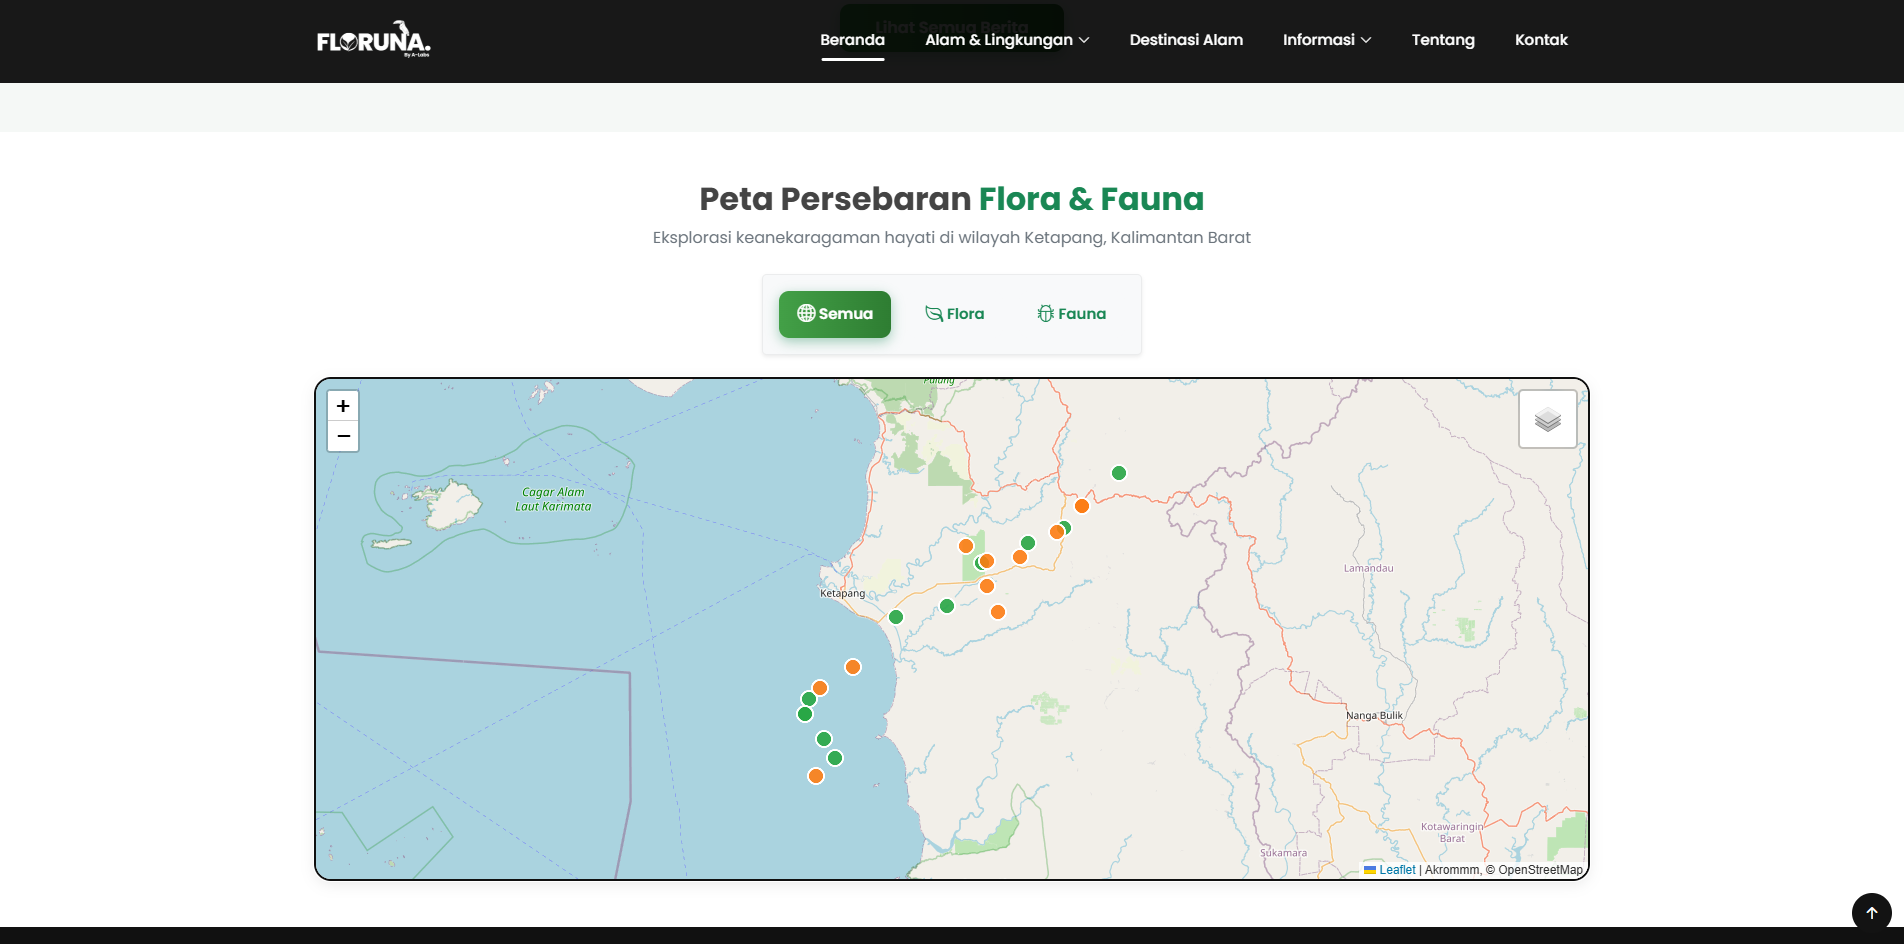 FLORUNA.
By A-Labs
Lihat Semua Berita
Beranda
Alam & Lingkungan
Destinasi Alam
Informasi
Tentang
Kontak
Peta Persebaran Flora & Fauna
Eksplorasi keanekaragaman hayati di wilayah Ketapang, Kalimantan Barat
Semua
Flora
Fauna
+
−
Palung
Cagar Alam
Laut Karimata
Ketapang
Lamandau
Nanga Bulik
Kotawaringin
Barat
Sukamara
Leaflet | Akrommm, © OpenStreetMap